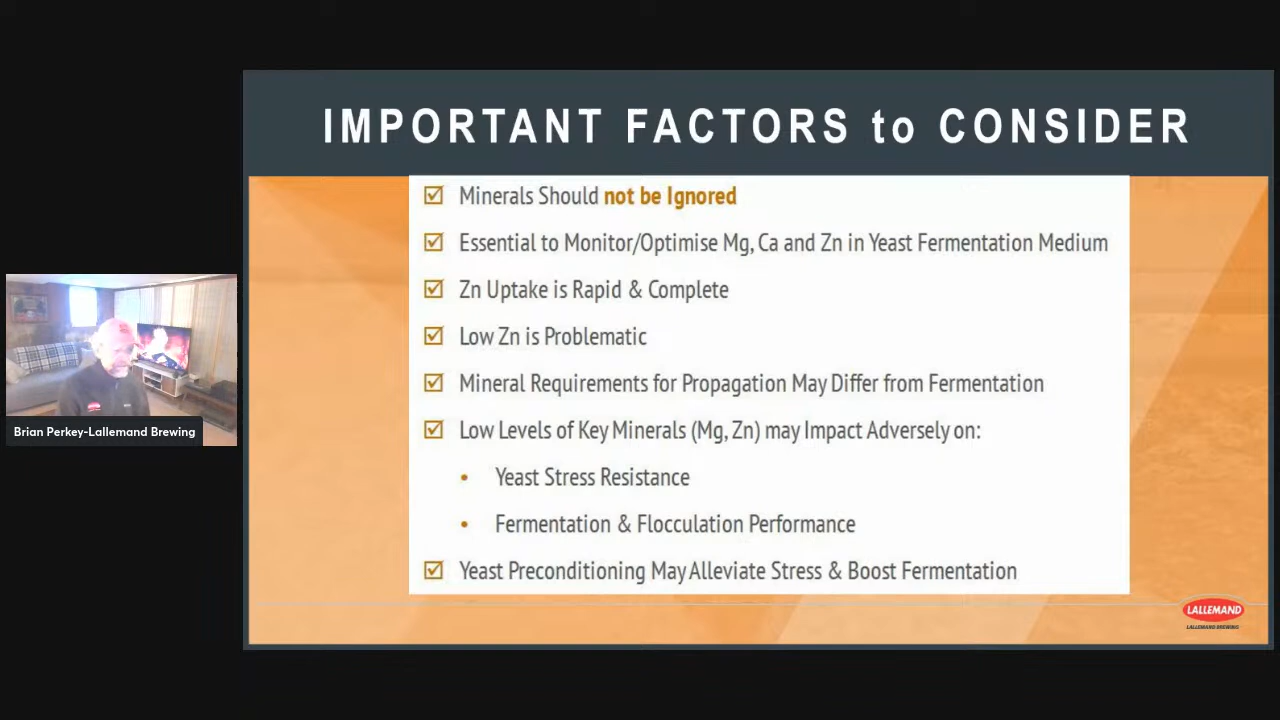 IMPORTANT FACTORS to CONSIDER
Minerals Should not be Ignored
Essential to Monitor/Optimise Mg, Ca and Zn in Yeast Fermentation Medium
Zn Uptake is Rapid & Complete
Low Zn is Problematic
Mineral Requirements for Propagation May Differ from Fermentation
Low Levels of Key Minerals (Mg, Zn) may Impact Adversely on:
• Yeast Stress Resistance
• Fermentation & Flocculation Performance
Yeast Preconditioning May Alleviate Stress & Boost Fermentation
Brian Perkey-Lallemand Brewing
LALLEMAND
LALLEMAND BREWING